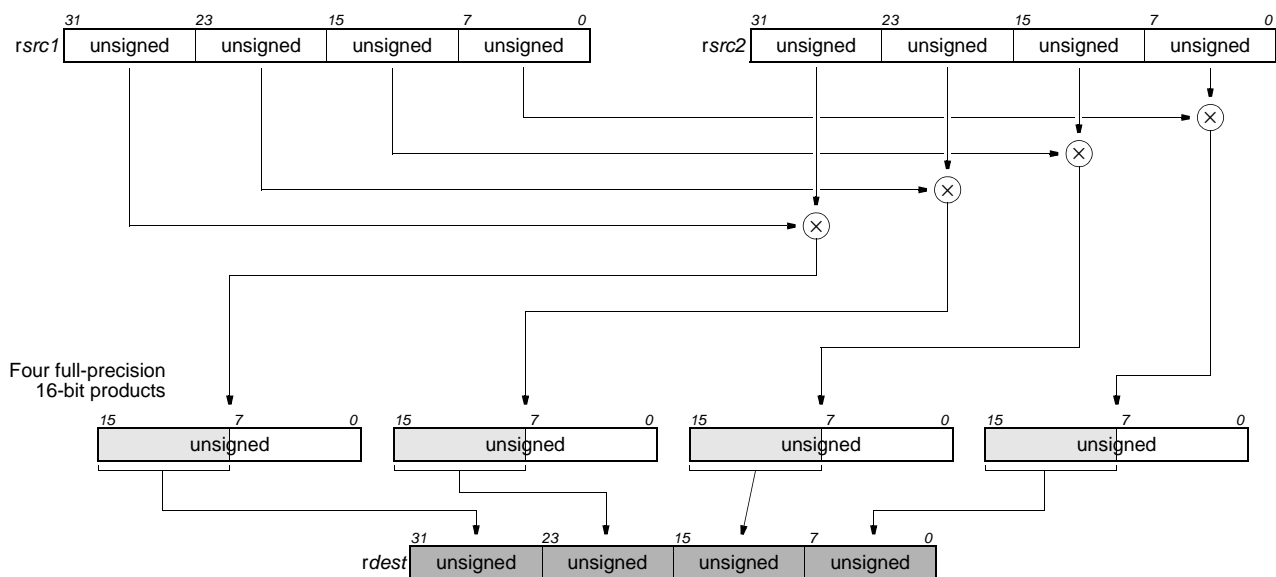 31 23 15 7 0 31 23 15 7 0
rsrc1 unsigned unsigned unsigned unsigned rsrc2 unsigned unsigned unsigned unsigned
× 
×
×
×
Four full-precision
16-bit products
15 7 0 15 7 0 15 7 0 15 7 0
unsigned unsigned unsigned unsigned
31 23 15 7 0
rdest unsigned unsigned unsigned unsigned